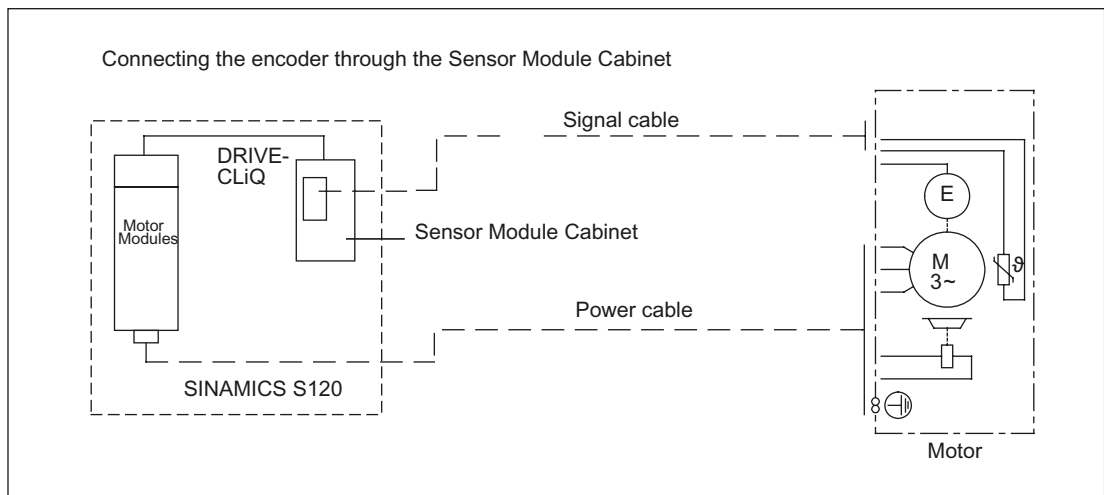 Connecting the encoder through the Sensor Module Cabinet
Signal cable
DRIVE-
CLiQ
Motor
Modules
E
Sensor Module Cabinet
M
3~
ϑ
Power cable
SINAMICS S120
Motor